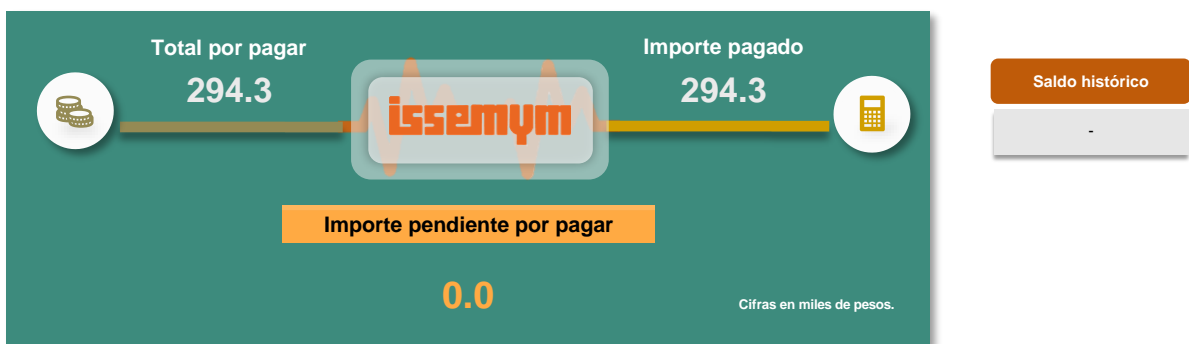 Total por pagar
294.3
issemym
Importe pagado
294.3
Importe pendiente por pagar
0.0
Cifras en miles de pesos.
Saldo histórico
-